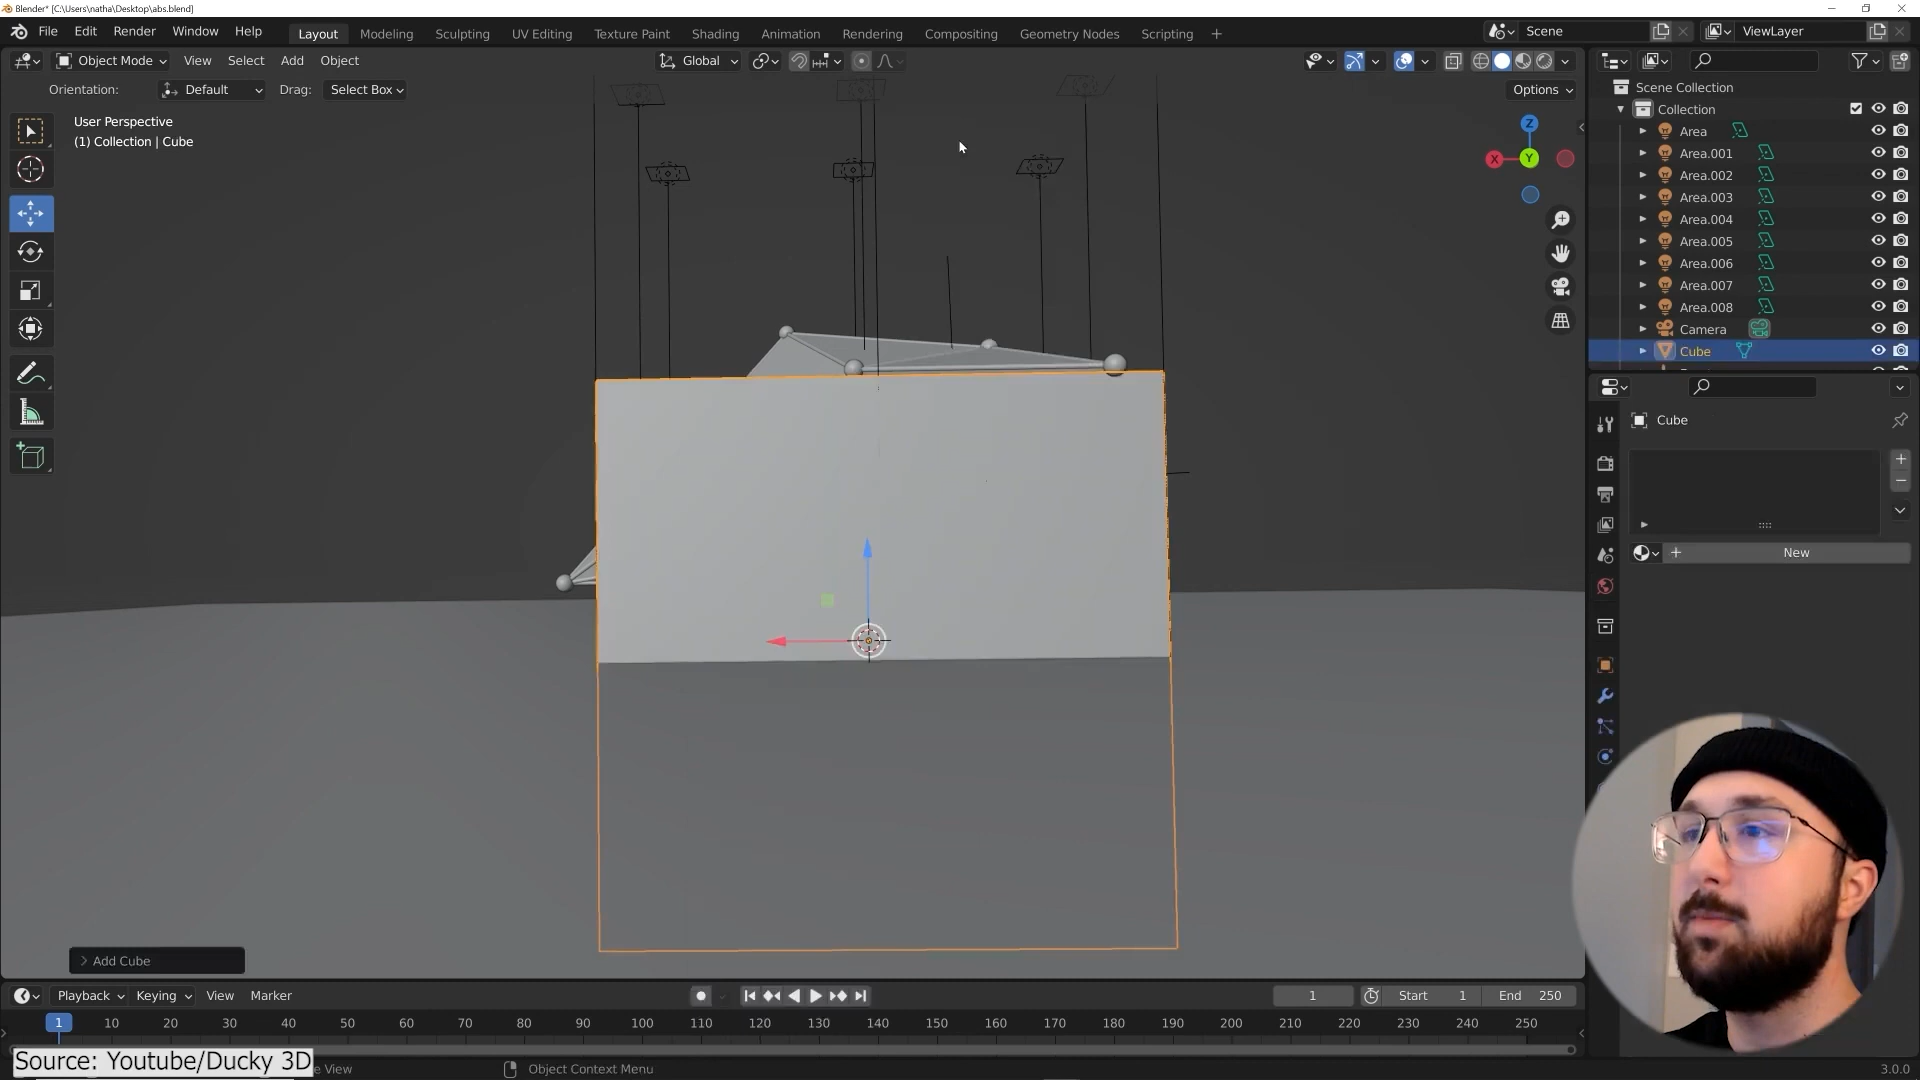 Blender* [C:\Users\natha\Desktop\abs.blend]
File Edit Render Window Help Layout Modeling Sculpting UV Editing Texture Paint Shading Animation Rendering Compositing Geometry Nodes Scripting + Scene ViewLayer
Object Mode View Select Add Object Global
Orientation: Default Drag: Select Box Options
User Perspective
(1) Collection | Cube
Z
X
Y
Scene Collection
Collection
Area
Area.001
Area.002
Area.003
Area.004
Area.005
Area.006
Area.007
Area.008
Camera
Cube
Cube
New
Add Cube
Playback Keying View Marker 1 Start 1 End 250
1 10 20 30 40 50 60 70 80 90 100 110 120 130 140 150 160 170 180 190 200 210 220 230 240 250
Source: Youtube/Ducky 3D
View Object Context Menu 3.0.0